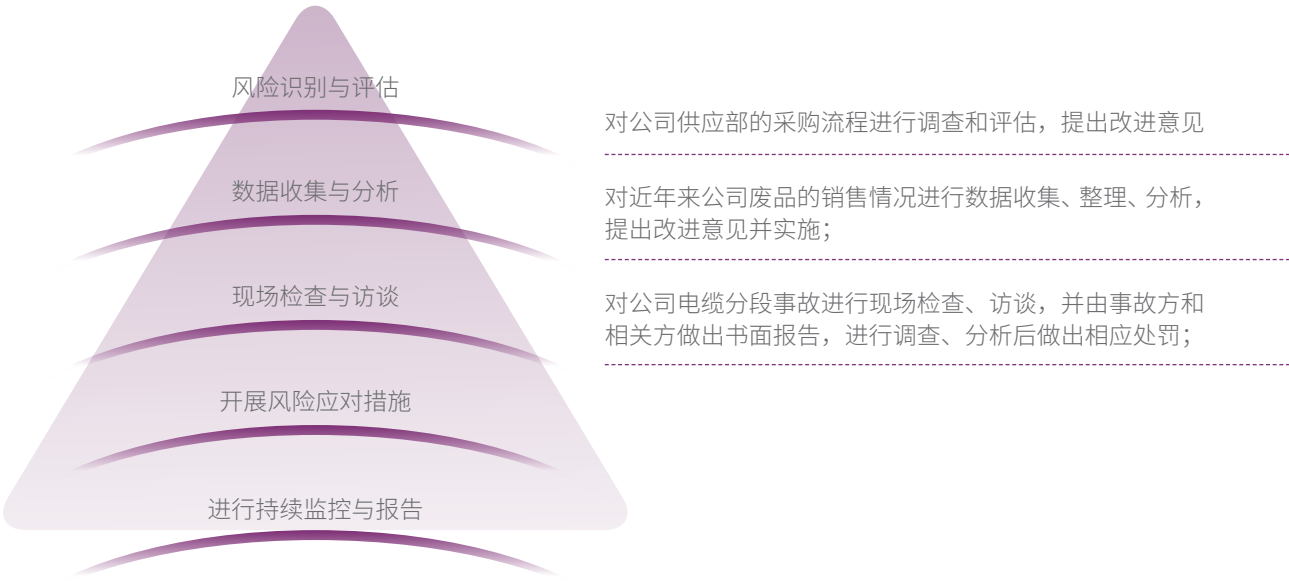 风险识别与评估
对公司供应部的采购流程进行调查和评估，提出改进意见
数据收集与分析
对近年来公司废品的销售情况进行数据收集、整理、分析，
提出改进意见并实施；
现场检查与访谈
对公司电缆分段事故进行现场检查、访谈，并由事故方和
相关方做出书面报告，进行调查、分析后做出相应处罚；
开展风险应对措施
进行持续监控与报告